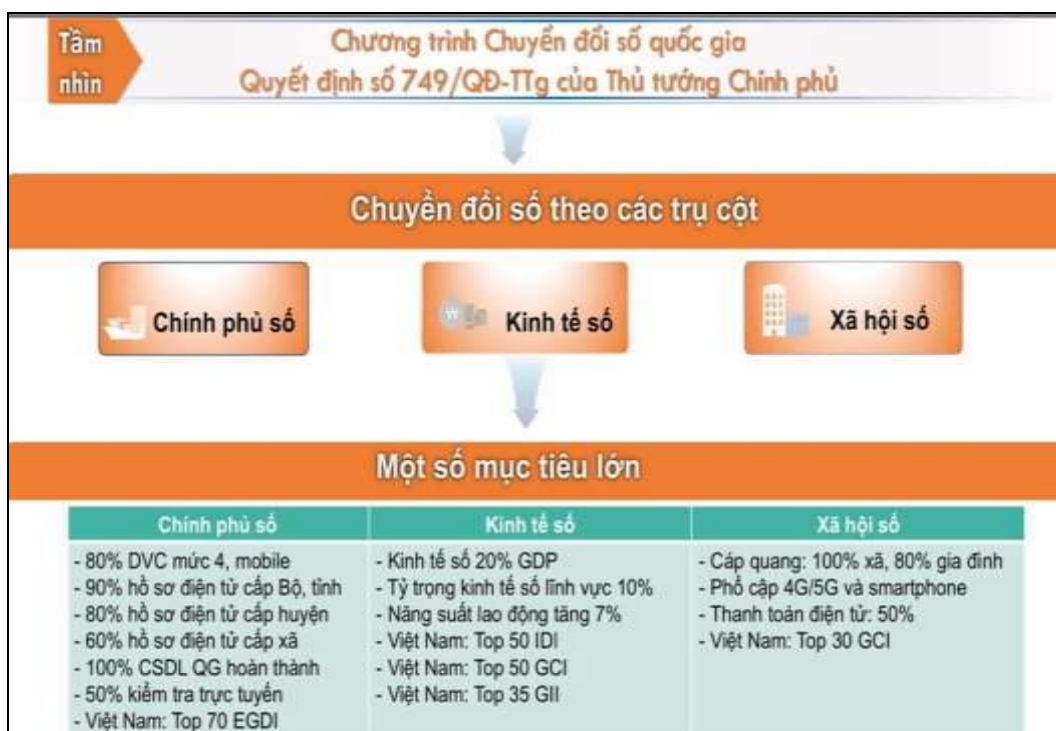 Tầm
nhìn
Chương trình Chuyển đổi số quốc gia
Quyết định số 749/QĐ-TTg của Thủ tướng Chính phủ
Chuyển đổi số theo các trụ cột
Chính phủ số
Kinh tế số
Xã hội số
Một số mục tiêu lớn
Chính phủ số
- 80% DVC mức 4, mobile
- 90% hồ sơ điện tử cấp Bộ, tỉnh
- 80% hồ sơ điện tử cấp huyện
- 60% hồ sơ điện tử cấp xã
- 100% CSDL QG hoàn thành
- 50% kiểm tra trực tuyến
- Việt Nam: Top 70 EGDI
Kinh tế số
- Kinh tế số 20% GDP
- Tỷ trọng kinh tế số lĩnh vực 10%
- Năng suất lao động tăng 7%
- Việt Nam: Top 50 IDI
- Việt Nam: Top 50 GCI
- Việt Nam: Top 35 GII
Xã hội số
- Cáp quang: 100% xã, 80% gia đình
- Phổ cập 4G/5G và smartphone
- Thanh toán điện tử: 50%
- Việt Nam: Top 30 GCI